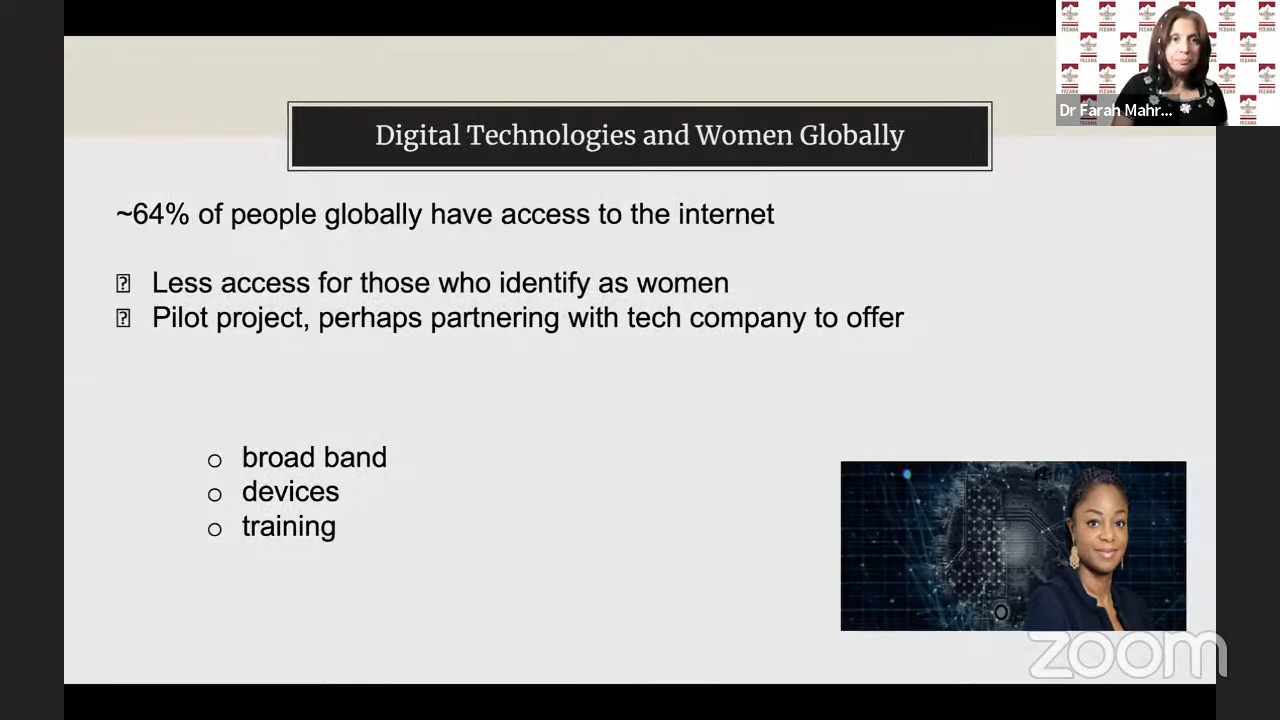 FEZANA
Dr Farah Mahr...
Digital Technologies and Women Globally
~64% of people globally have access to the internet
Less access for those who identify as women
Pilot project, perhaps partnering with tech company to offer
broad band
devices
training
zoom